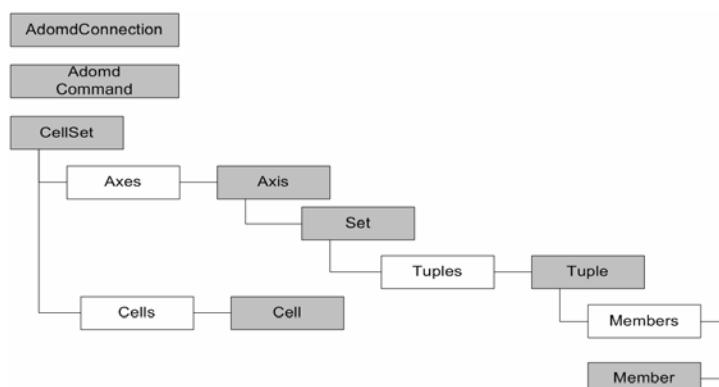 AdomdConnection
Adomd
Command
CellSet
Axes
Axis
Set
Tuples
Tuple
Cells
Cell
Members
Member